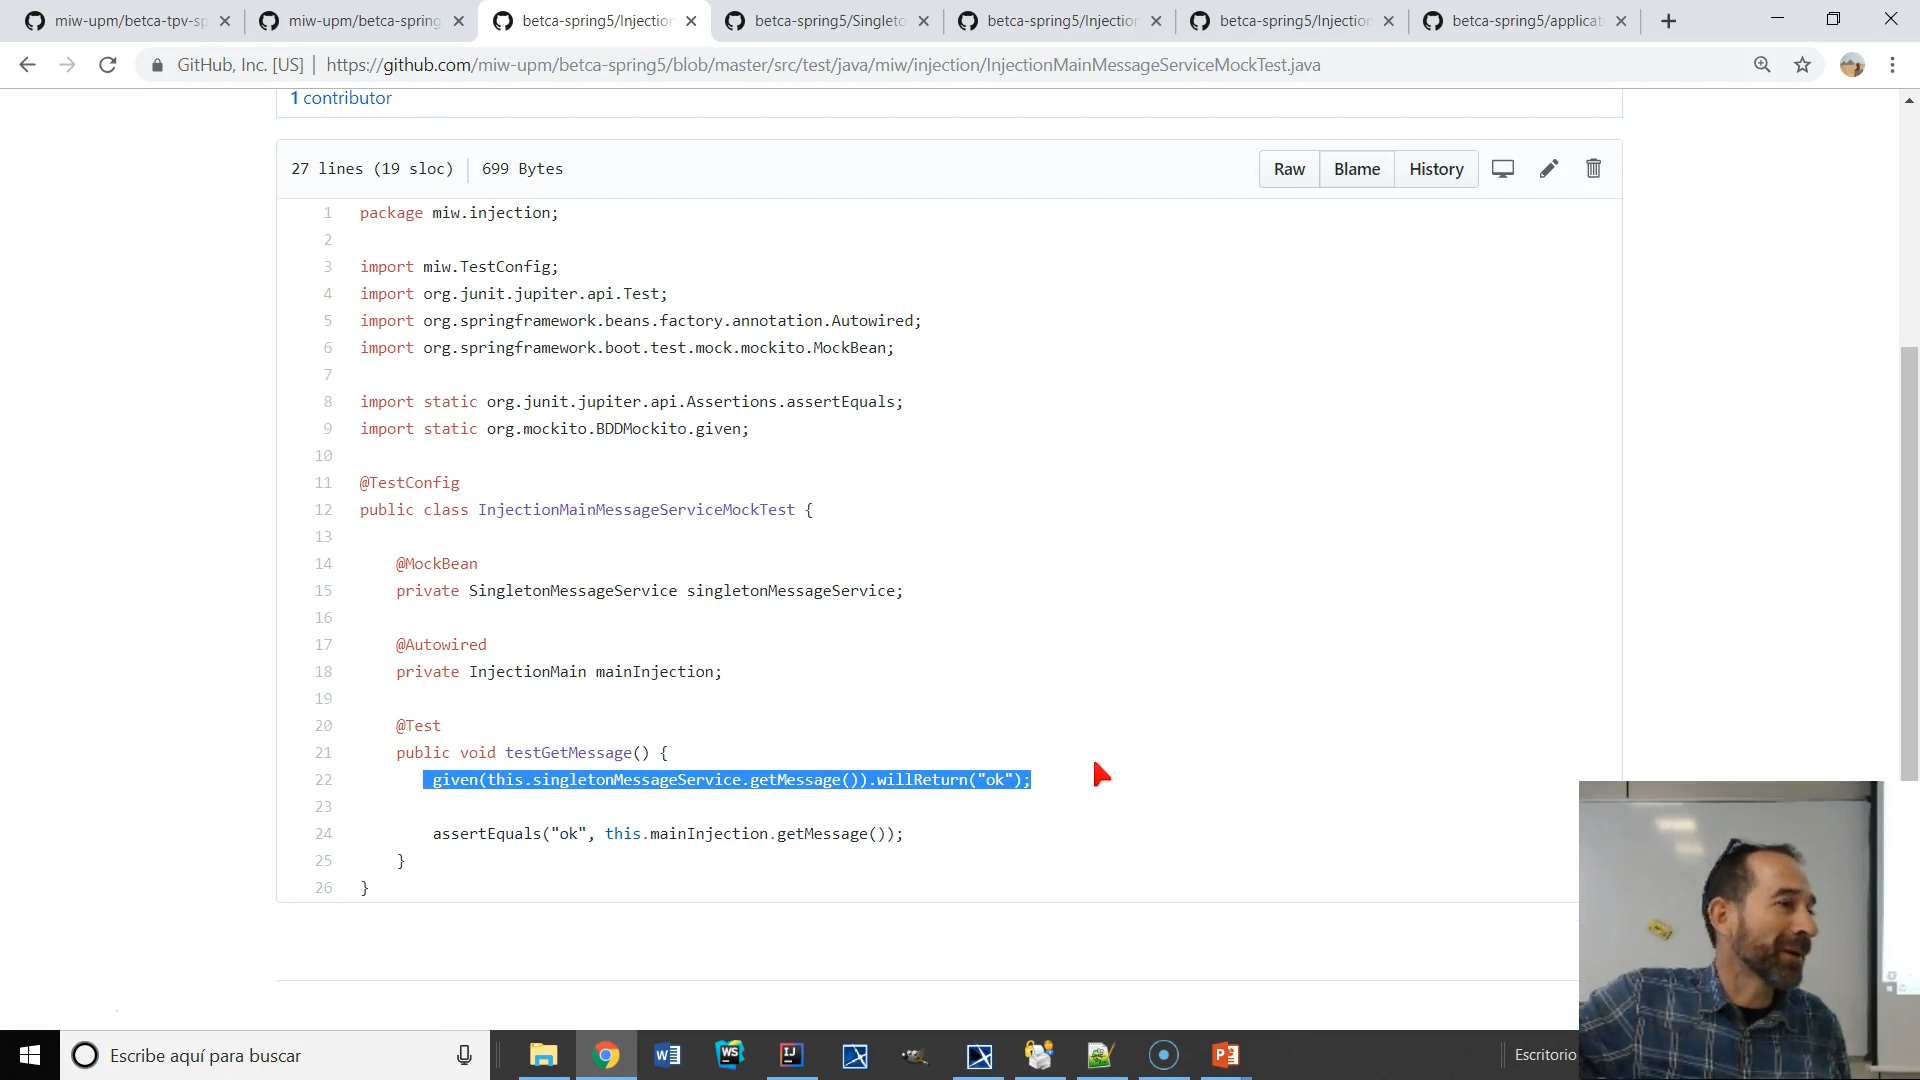 betca-tpv-sp
miw-upm/betca-spring
betca-spring5/Injection
betca-spring5/Singleto
betca-spring5/Injection
betca-spring5/Injection
betca-spring5/applicati
GitHub, Inc. [US] | https://github.com/miw-upm/betca-spring5/blob/master/src/test/java/miw/injection/InjectionMainMessageServiceMockTest.java
1 contributor
27 lines (19 sloc) | 699 Bytes
Raw Blame History
1 package miw.injection;
2
3 import miw.TestConfig;
4 import org.junit.jupiter.api.Test;
5 import org.springframework.beans.factory.annotation.Autowired;
6 import org.springframework.boot.test.mock.mockito.MockBean;
7
8 import static org.junit.jupiter.api.Assertions.assertEquals;
9 import static org.mockito.BDDMockito.given;
10
11 @TestConfig
12 public class InjectionMainMessageServiceMockTest {
13
14 @MockBean
15 private SingletonMessageService singletonMessageService;
16
17 @Autowired
18 private InjectionMain mainInjection;
19
20 @Test
21 public void testGetMessage() {
22 given(this.singletonMessageService.getMessage()).willReturn("ok");
23
24 assertEquals("ok", this.mainInjection.getMessage());
25 }
26 }
Escribe aquí para buscar
Escritorio